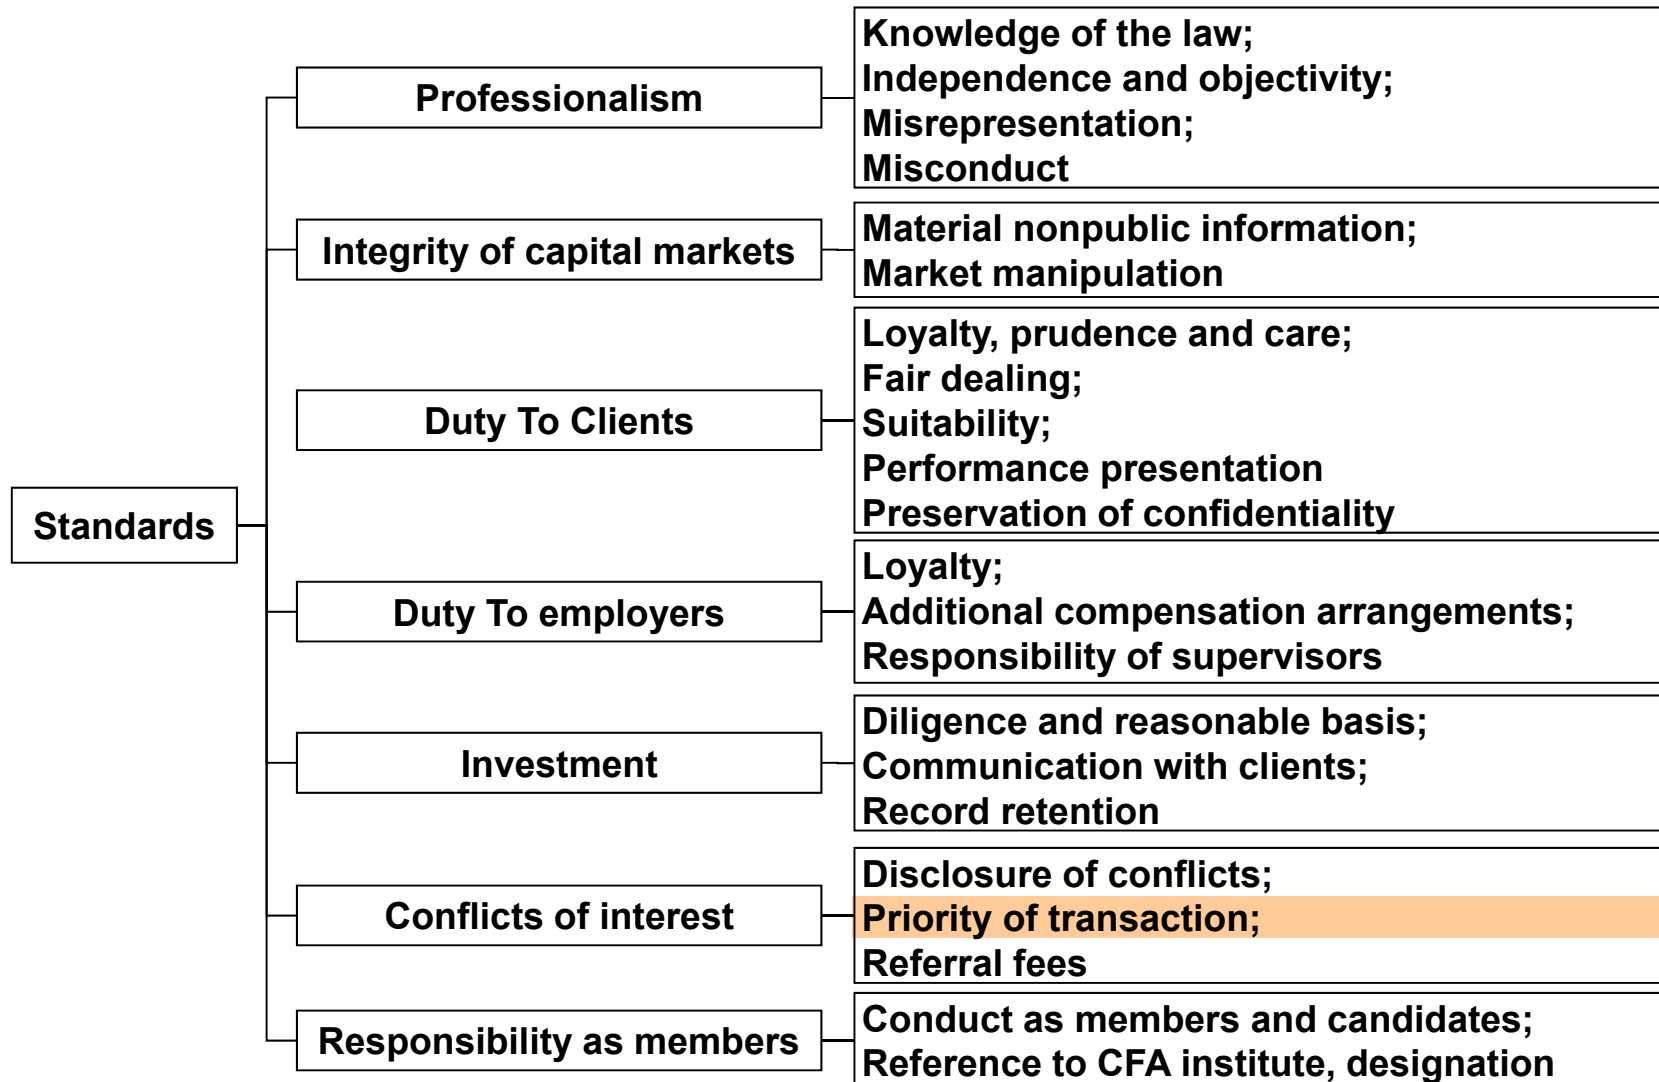 Standards
Professionalism
Knowledge of the law;
Independence and objectivity;
Misrepresentation;
Misconduct
Integrity of capital markets
Material nonpublic information;
Market manipulation
Duty To Clients
Loyalty, prudence and care;
Fair dealing;
Suitability;
Performance presentation
Preservation of confidentiality
Duty To employers
Loyalty;
Additional compensation arrangements;
Responsibility of supervisors
Investment
Diligence and reasonable basis;
Communication with clients;
Record retention
Conflicts of interest
Disclosure of conflicts;
Priority of transaction;
Referral fees
Responsibility as members
Conduct as members and candidates;
Reference to CFA institute, designation